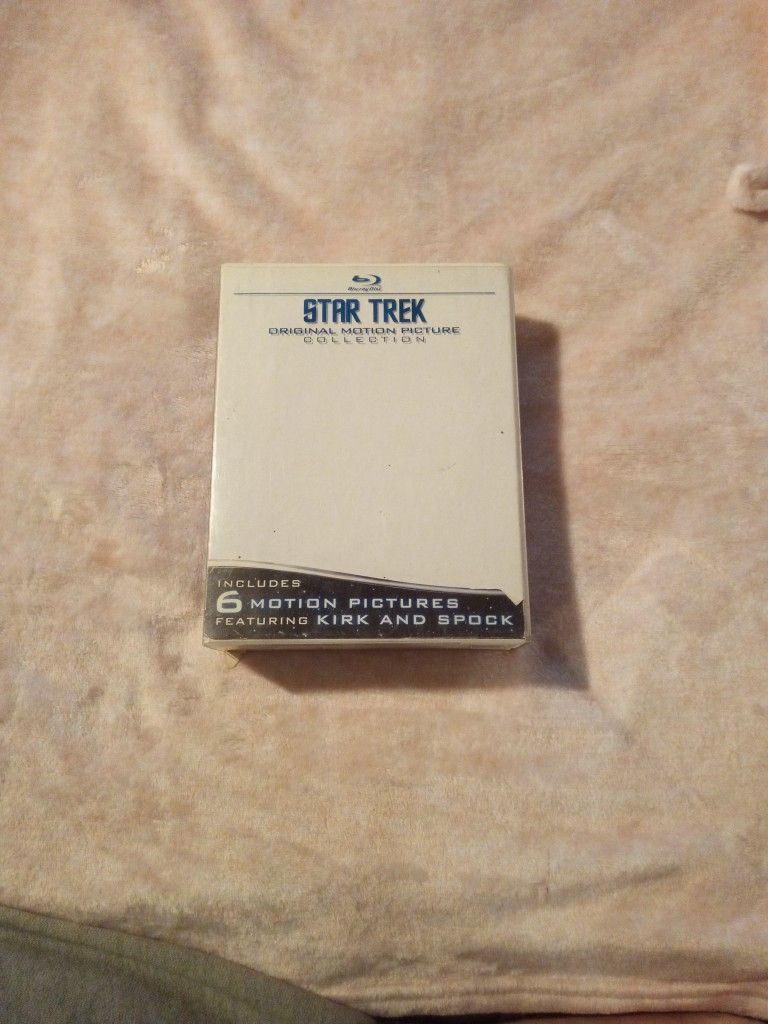 Blu-ray Disc
STAR TREK
ORIGINAL MOTION PICTURE
COLLECTION
INCLUDES
6 MOTION PICTURES
FEATURING KIRK AND SPOCK